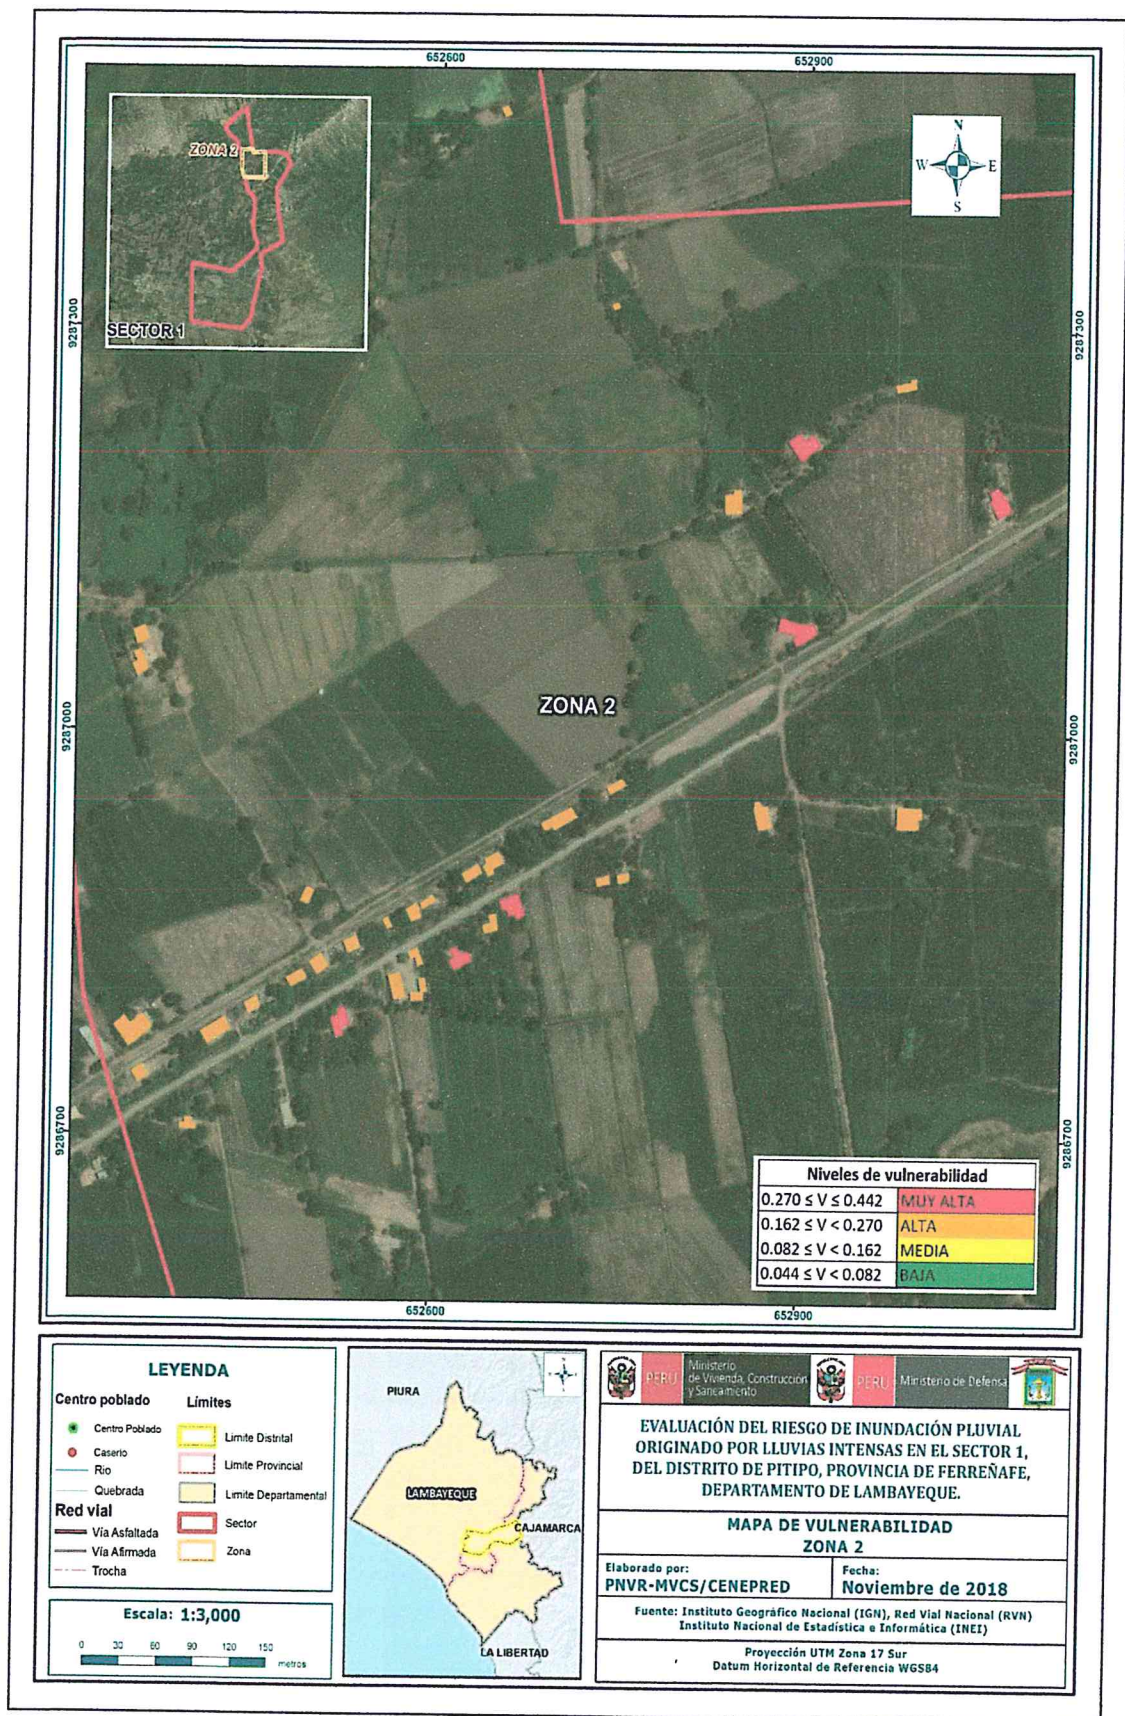 652600
652900
ZONA 2
SECTOR 1
N
W
E
S
9287300
9287300
ZONA 2
9287000
9287000
9286700
9286700
Niveles de vulnerabilidad
0.270 ≤ V ≤ 0.442 MUY ALTA
0.162 ≤ V < 0.270 ALTA
0.082 ≤ V < 0.162 MEDIA
0.044 ≤ V < 0.082 BAJA
652600
652900
LEYENDA
Centro poblado
Centro Poblado
Caserio
Rio
Quebrada
Red vial
Vía Asfaltada
Vía Afirmada
Trocha
Límites
Limite Distrital
Limite Provincial
Limite Departamental
Sector
Zona
Escala: 1:3,000
0 30 60 90 120 150
metros
PIURA
LAMBAYEQUE
CAJAMARCA
LA LIBERTAD
PERÚ
Ministerio
de Vivienda, Construcción
y Saneamiento
PERÚ
Ministerio de Defensa
EVALUACIÓN DEL RIESGO DE INUNDACIÓN PLUVIAL
ORIGINADO POR LLUVIAS INTENSAS EN EL SECTOR 1,
DEL DISTRITO DE PITIPO, PROVINCIA DE FERREÑAFE,
DEPARTAMENTO DE LAMBAYEQUE.
MAPA DE VULNERABILIDAD
ZONA 2
Elaborado por:
PNVR-MVCS/CENEPRED
Fecha:
Noviembre de 2018
Fuente: Instituto Geográfico Nacional (IGN), Red Vial Nacional (RVN)
Instituto Nacional de Estadística e Informática (INEI)
Proyección UTM Zona 17 Sur
Datum Horizontal de Referencia WGS84